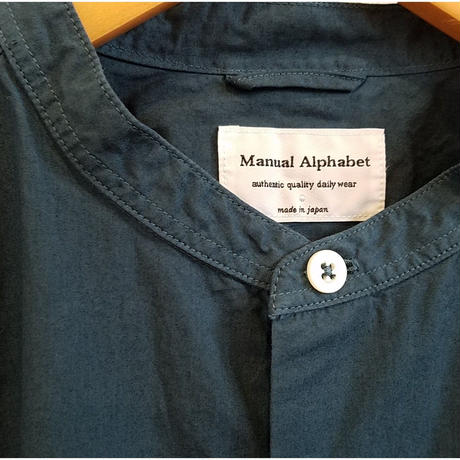 Manual Alphabet
authentic quality daily wear
made in japan